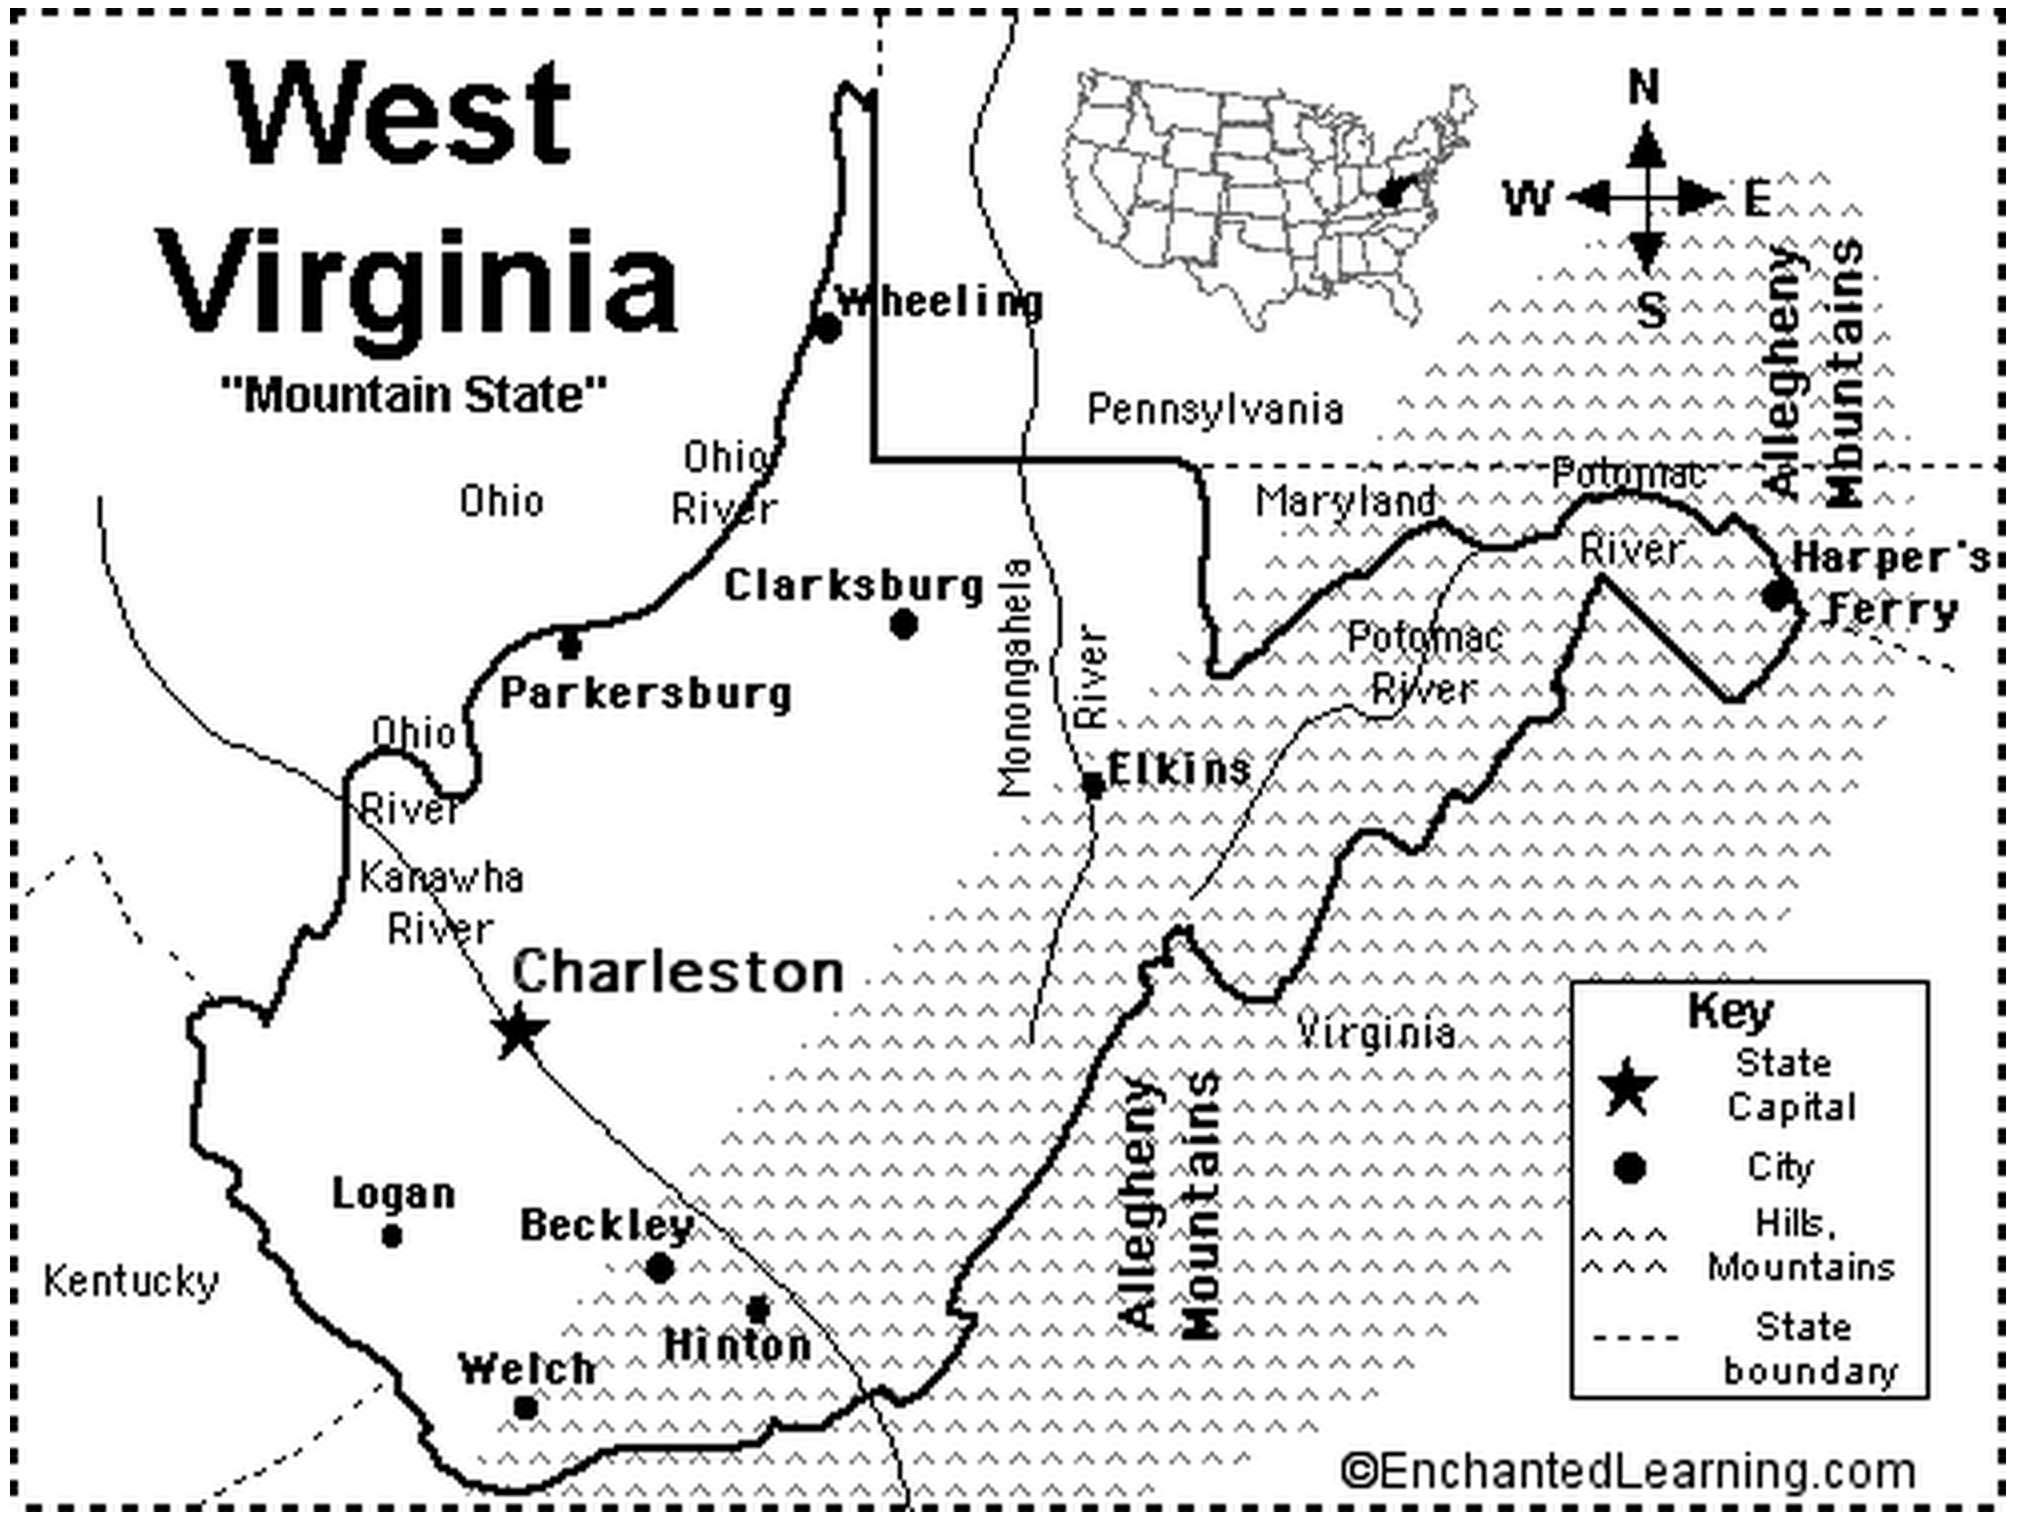 West
Virginia
"Mountain State"
N
W
E
S
Wheeling
Allegheny
Mountains
Pennsylvania
Ohio
River
Ohio
Maryland
Potomac
River
Harper's
Ferry
Clarksburg
Monongahela
River
Potomac
River
Parkersburg
Ohio
River
Elkins
Kanawha
River
Charleston
Virginia
Allegheny
Mountains
Logan
Beckley
Kentucky
Hinton
Welch
Key
State
Capital
City
Hills,
Mountains
State
boundary
©EnchantedLearning.com